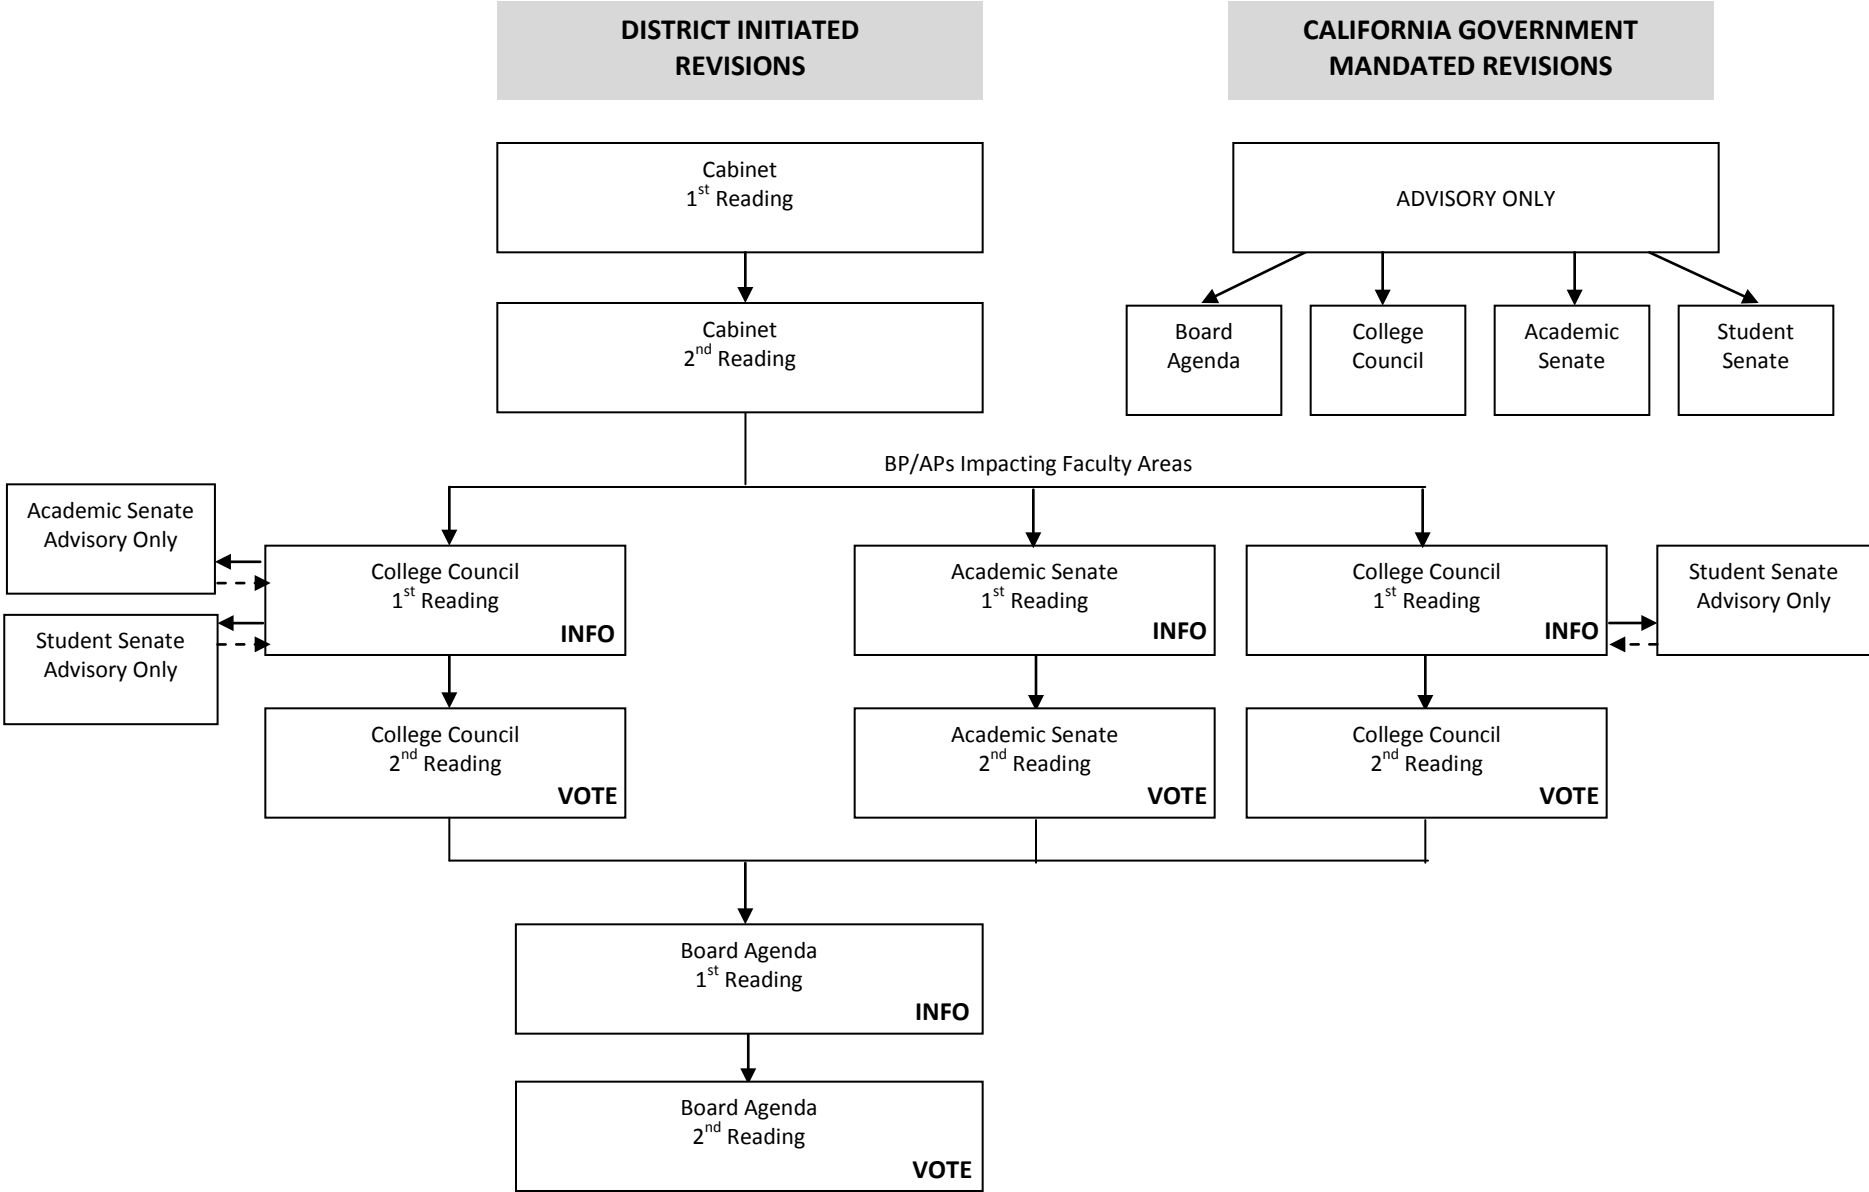 DISTRICT INITIATED
REVISIONS
CALIFORNIA GOVERNMENT
MANDATED REVISIONS
Cabinet
1st Reading
ADVISORY ONLY
Cabinet
2nd Reading
Board
Agenda
College
Council
Academic
Senate
Student
Senate
BP/APs Impacting Faculty Areas
Academic Senate
Advisory Only
Student Senate
Advisory Only
College Council
1st Reading
INFO
Academic Senate
1st Reading
INFO
College Council
1st Reading
INFO
Student Senate
Advisory Only
College Council
2nd Reading
VOTE
Academic Senate
2nd Reading
VOTE
College Council
2nd Reading
VOTE
Board Agenda
1st Reading
INFO
Board Agenda
2nd Reading
VOTE